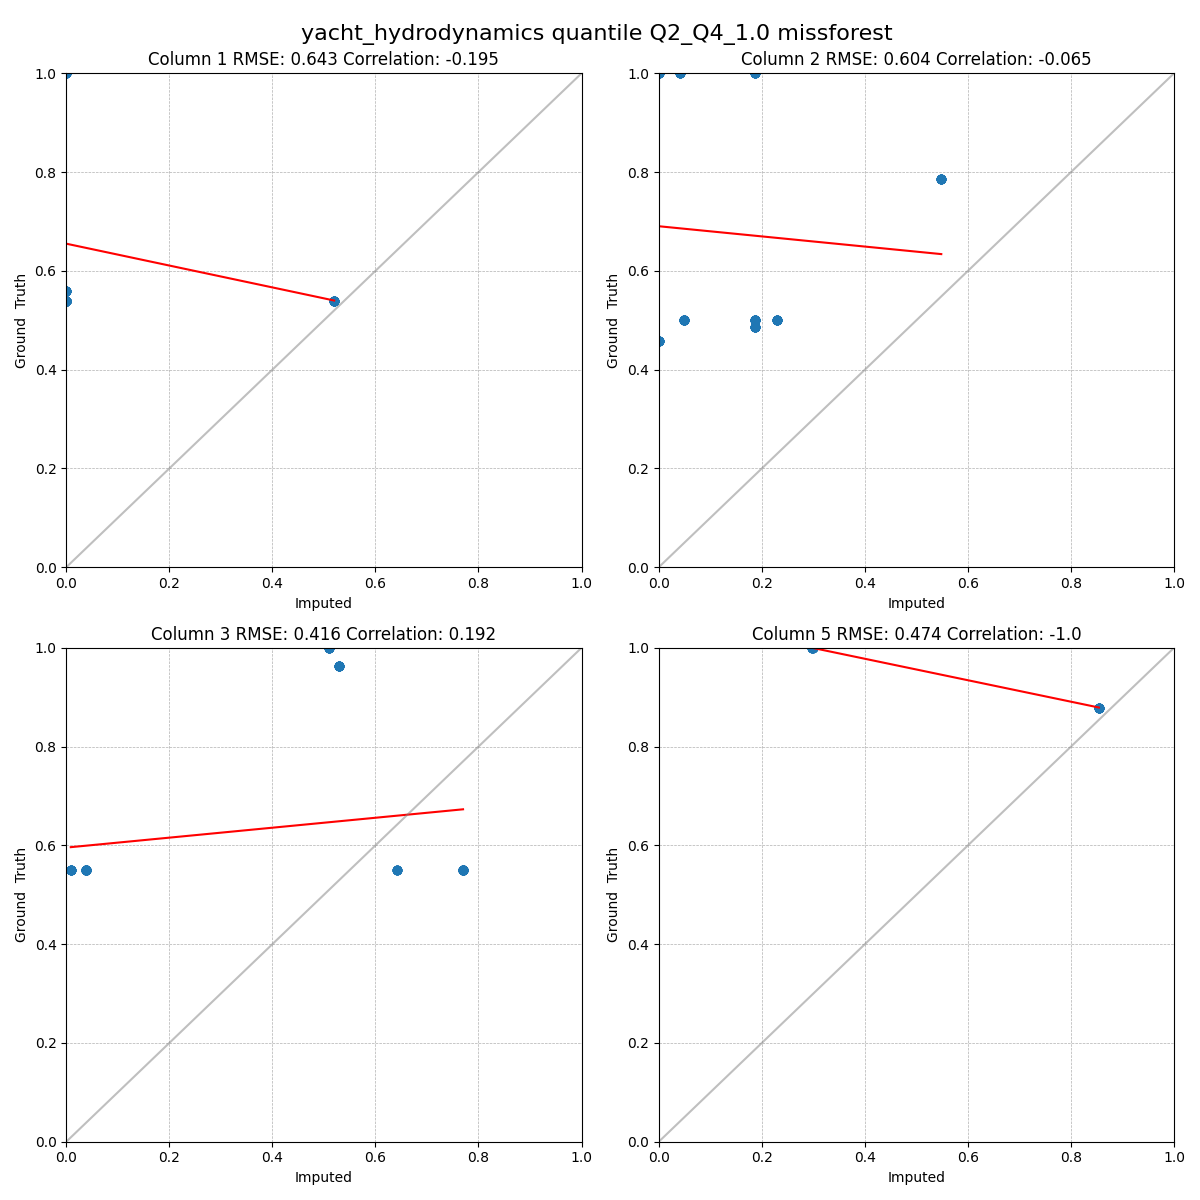 yacht_hydrodynamics quantile Q2_Q4_1.0 missforest
Column 1 RMSE: 0.643 Correlation: -0.195
1.0
0.8
0.6
0.4
0.2
0.0
Ground Truth
0.0 0.2 0.4 0.6 0.8 1.0
Imputed
Column 2 RMSE: 0.604 Correlation: -0.065
1.0
0.8
0.6
0.4
0.2
0.0
Ground Truth
0.0 0.2 0.4 0.6 0.8 1.0
Imputed
Column 3 RMSE: 0.416 Correlation: 0.192
1.0
0.8
0.6
0.4
0.2
0.0
Ground Truth
0.0 0.2 0.4 0.6 0.8 1.0
Imputed
Column 5 RMSE: 0.474 Correlation: -1.0
1.0
0.8
0.6
0.4
0.2
0.0
Ground Truth
0.0 0.2 0.4 0.6 0.8 1.0
Imputed